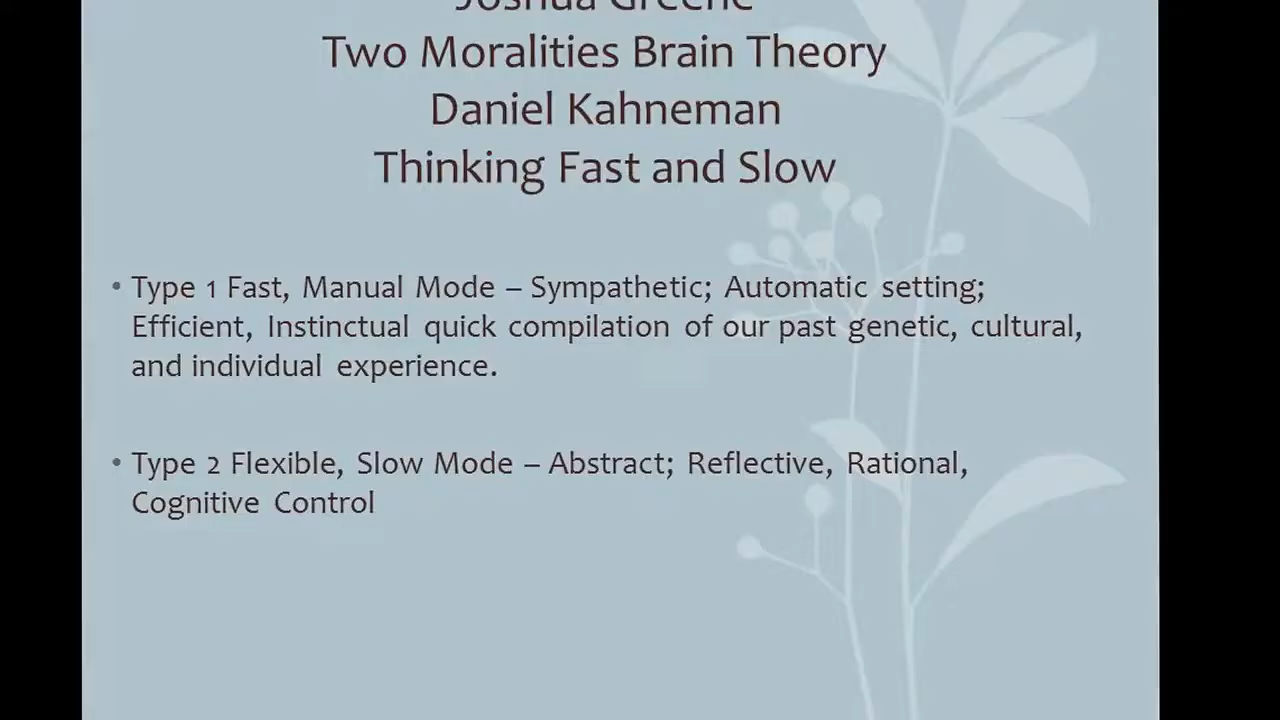 Joshua Greene
Two Moralities Brain Theory
Daniel Kahneman
Thinking Fast and Slow
• Type 1 Fast, Manual Mode – Sympathetic; Automatic setting;
Efficient, Instinctual quick compilation of our past genetic, cultural,
and individual experience.
• Type 2 Flexible, Slow Mode – Abstract; Reflective, Rational,
Cognitive Control